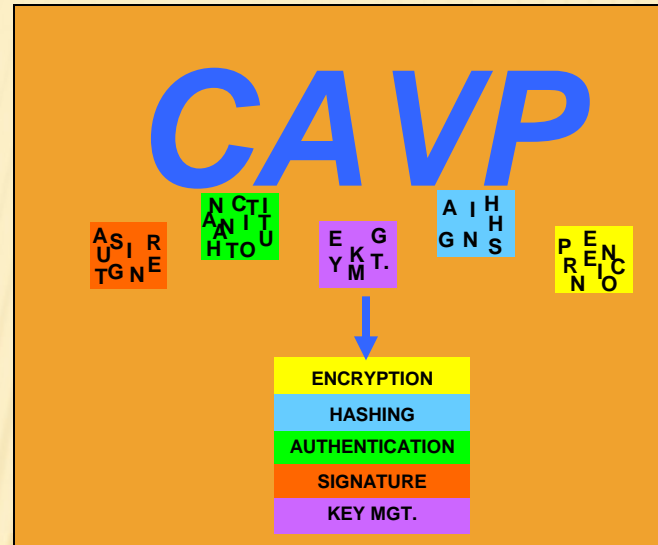 CAVP
A S I R
U
T G N E
N C T I
A N I T
A U
H T O
E G
K
Y M T.
A I H
H
G N S
P E N
R E I C
N O
ENCRYPTION
HASHING
AUTHENTICATION
SIGNATURE
KEY MGT.